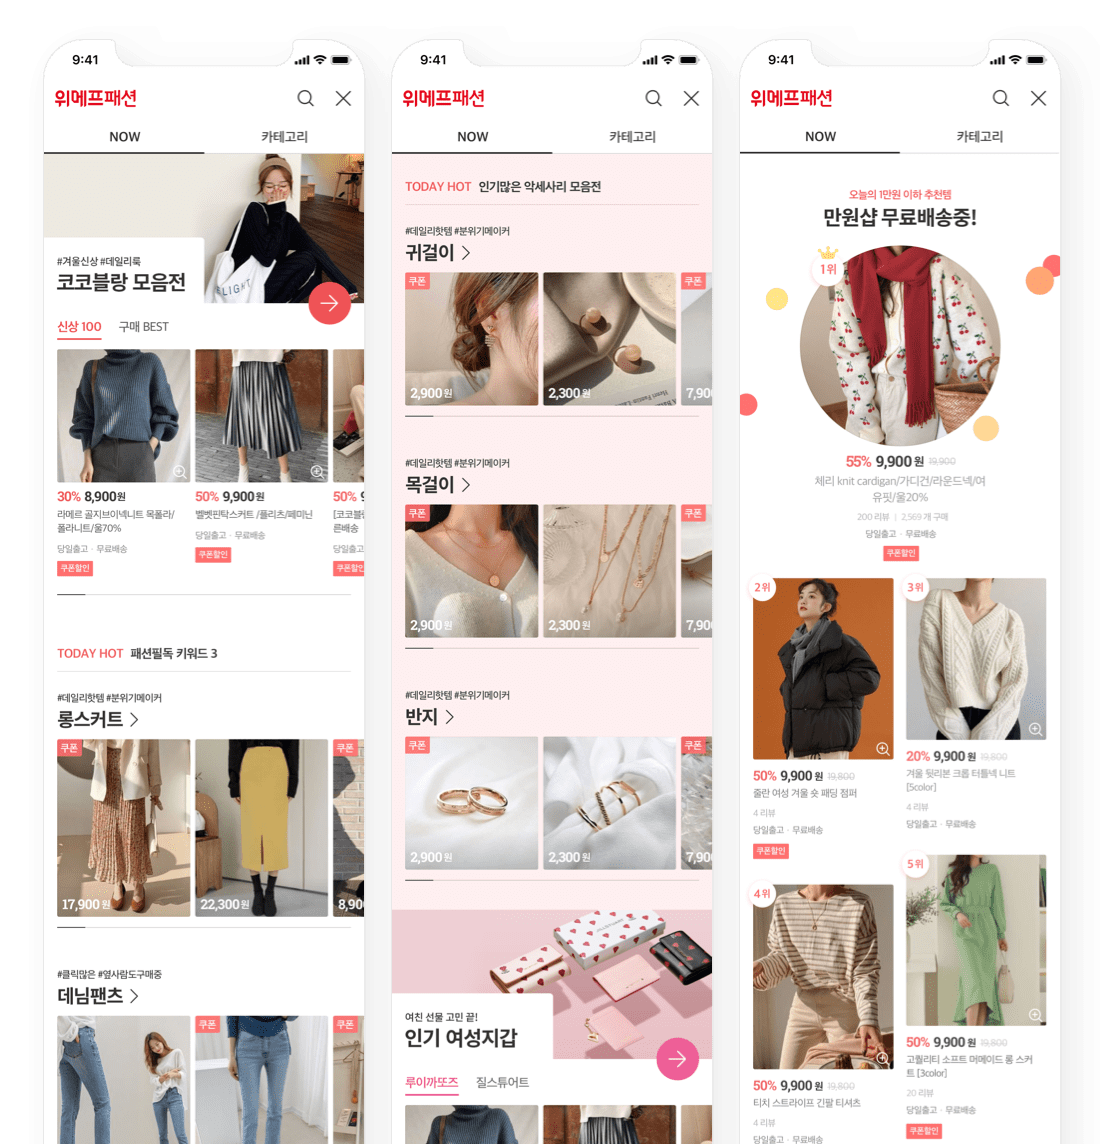 9:41
위메프패션
NOW
카테고리
#겨울신상 #데일리룩
코코블랑 모음전
신상 100
구매 BEST
30% 8,900원
라메르 골지브이넥니트 목폴라/
폴라니트/울70%
당일출고 · 무료배송
쿠폰할인
50% 9,900원
벨벳핀탁스커트 /플리츠/페미닌
당일출고 · 무료배송
쿠폰할인
50%
[코코블
른배송
당일출고
쿠폰할인
TODAY HOT 패션필독 키워드 3
#데일리핫템 #분위기메이커
롱스커트
쿠폰
17,900원
22,300원
쿠폰
8,90
#클릭많은 #옆사람도구매중
데님팬츠
쿠폰
쿠폰
9:41
위메프패션
NOW
카테고리
TODAY HOT 인기많은 악세사리 모음전
#데일리핫템 #분위기메이커
귀걸이
쿠폰
2,900원
2,300원
쿠폰
7,900
#데일리핫템 #분위기메이커
목걸이
쿠폰
2,900원
2,300원
쿠폰
7,900
#데일리핫템 #분위기메이커
반지
쿠폰
2,900원
2,300원
쿠폰
7,900
여친 선물 고민 끝!
인기 여성지갑
루이까또즈
질스튜어트
9:41
위메프패션
NOW
카테고리
오늘의 1만원 이하 추천템
만원샵 무료배송중!
1위
55% 9,900원 19,900
체리 knit cardigan/가디건/라운드넥/여
유핏/울20%
200 리뷰 | 2,569 개 구매
당일출고 · 무료배송
쿠폰할인
2위
50% 9,900원 19,800
줄란 여성 겨울 숏 패딩 점퍼
4 리뷰
당일출고 · 무료배송
쿠폰할인
3위
20% 9,900원 19,800
겨울 뒷리본 크롭 터틀넥 니트
[5color]
4 리뷰
당일출고 · 무료배송
4위
50% 9,900원 19,800
티치 스트라이프 긴팔 티셔츠
4 리뷰
당일출고 · 무료배송
5위
50% 9,900원 19,800
고퀄리티 소프트 머메이드 롱 스커
트 [3color]
20 리뷰
당일출고 · 무료배송
쿠폰할인